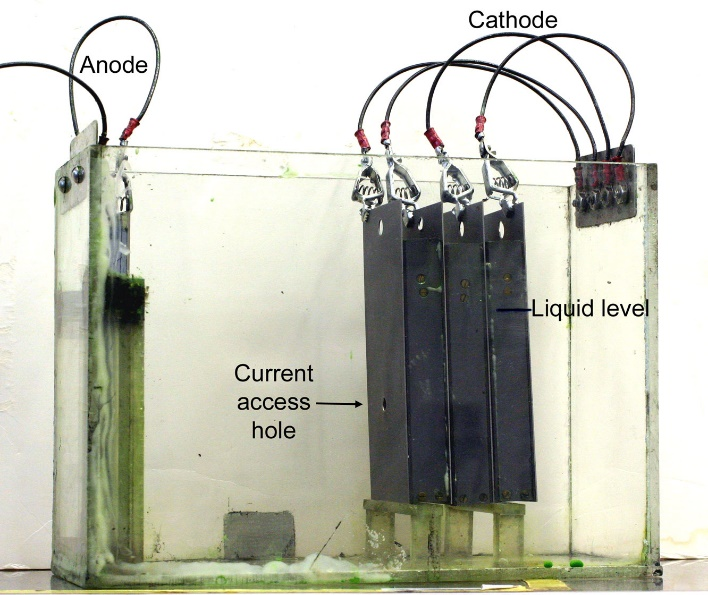 Cathode
Anode
Liquid level
Current
access
hole